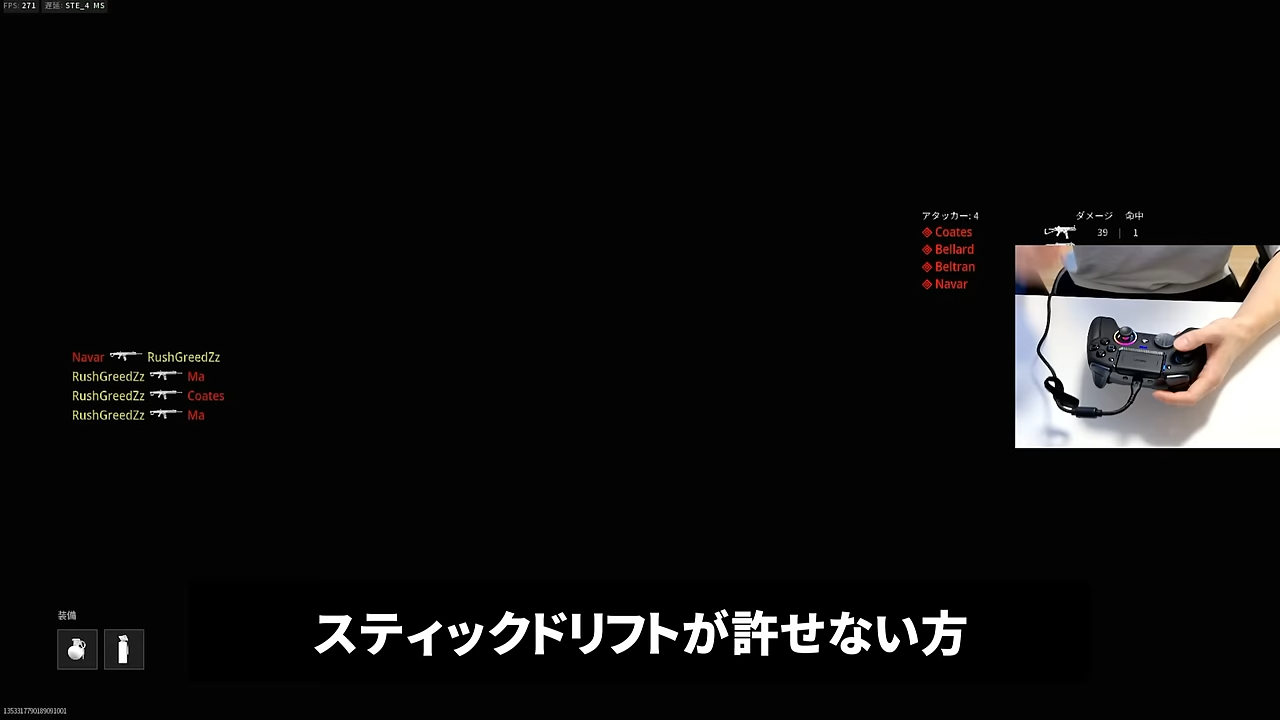 FPS: 271 遅延: STE_4 MS
アタッカー: 4 ダメージ 命中
Coates 39 | 1
Bellard
Beltran
Navar
Navar RushGreedZz
RushGreedZz Ma
RushGreedZz Coates
RushGreedZz Ma
装備
スティックドリフトが許せない方
1353317790189091001